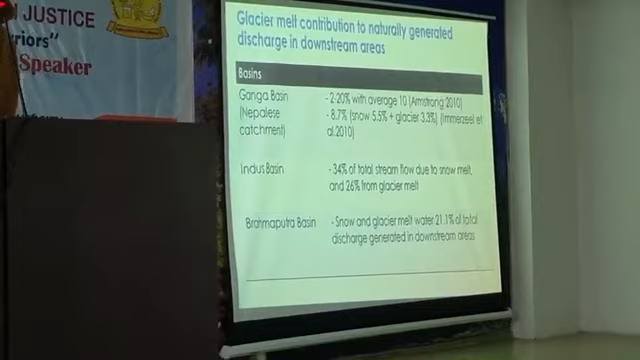 JUSTICE
riors"
Speaker
Glacier melt contribution to naturally generated
discharge in downstream areas
Basins
Ganga Basin - 2-20% with average 10 (Armstrong 2010)
(Nepalese - 8.7% (snow 5.5% + glacier 3.3%) (Immerzeel et
catchment) al.2010)
Indus Basin - 34% of total stream flow due to snow melt,
and 26% from glacier melt
Brahmaputra Basin - Snow and glacier melt water 21.1% of total
discharge generated in downstream areas